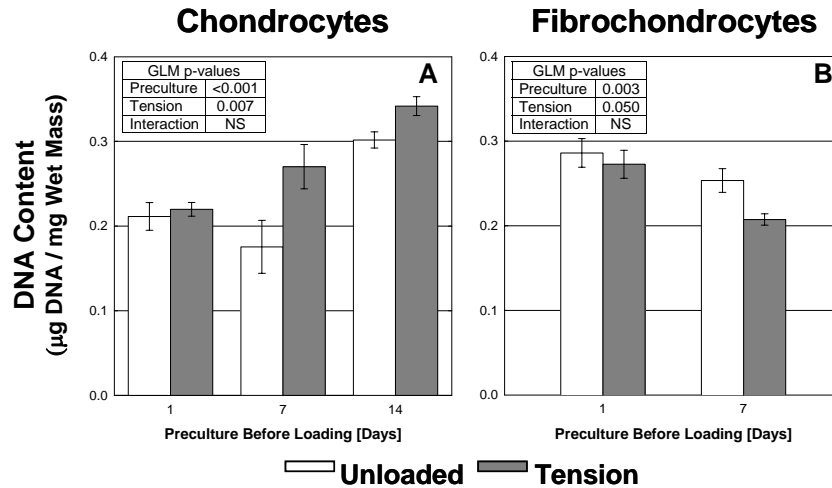 Chondrocytes
Fibrochondrocytes
DNA Content
(µg DNA / mg Wet Mass)
A
GLM p-values
Preculture <0.001
Tension 0.007
Interaction NS
0.4
0.3
0.2
0.1
0.0
1 7 14
Preculture Before Loading [Days]
B
GLM p-values
Preculture 0.003
Tension 0.050
Interaction NS
0.4
0.3
0.2
0.1
0.0
1 7
Preculture Before Loading [Days]
Unloaded Tension